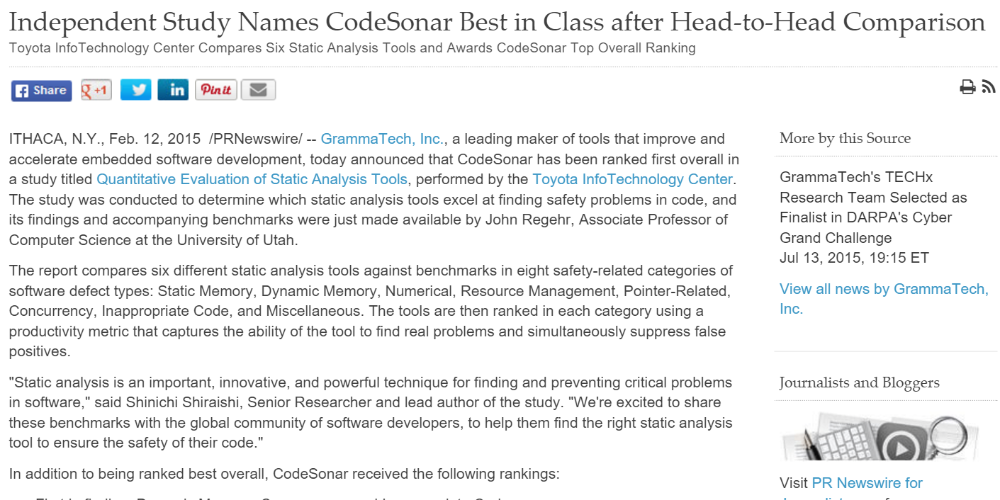 Independent Study Names CodeSonar Best in Class after Head-to-Head Comparison
Toyota InfoTechnology Center Compares Six Static Analysis Tools and Awards CodeSonar Top Overall Ranking
Share
g +1
in
Pin it
ITHACA, N.Y., Feb. 12, 2015  /PRNewswire/ -- GrammaTech, Inc., a leading maker of tools that improve and
accelerate embedded software development, today announced that CodeSonar has been ranked first overall in
a study titled Quantitative Evaluation of Static Analysis Tools, performed by the Toyota InfoTechnology Center.
The study was conducted to determine which static analysis tools excel at finding safety problems in code, and
its findings and accompanying benchmarks were just made available by John Regehr, Associate Professor of
Computer Science at the University of Utah.
The report compares six different static analysis tools against benchmarks in eight safety-related categories of
software defect types: Static Memory, Dynamic Memory, Numerical, Resource Management, Pointer-Related,
Concurrency, Inappropriate Code, and Miscellaneous. The tools are then ranked in each category using a
productivity metric that captures the ability of the tool to find real problems and simultaneously suppress false
positives.
"Static analysis is an important, innovative, and powerful technique for finding and preventing critical problems
in software," said Shinichi Shiraishi, Senior Researcher and lead author of the study. "We're excited to share
these benchmarks with the global community of software developers, to help them find the right static analysis
tool to ensure the safety of their code."
In addition to being ranked best overall, CodeSonar received the following rankings:
More by this Source
GrammaTech's TECHx
Research Team Selected as
Finalist in DARPA's Cyber
Grand Challenge
Jul 13, 2015, 19:15 ET
View all news by GrammaTech,
Inc.
Journalists and Bloggers
Visit PR Newswire for